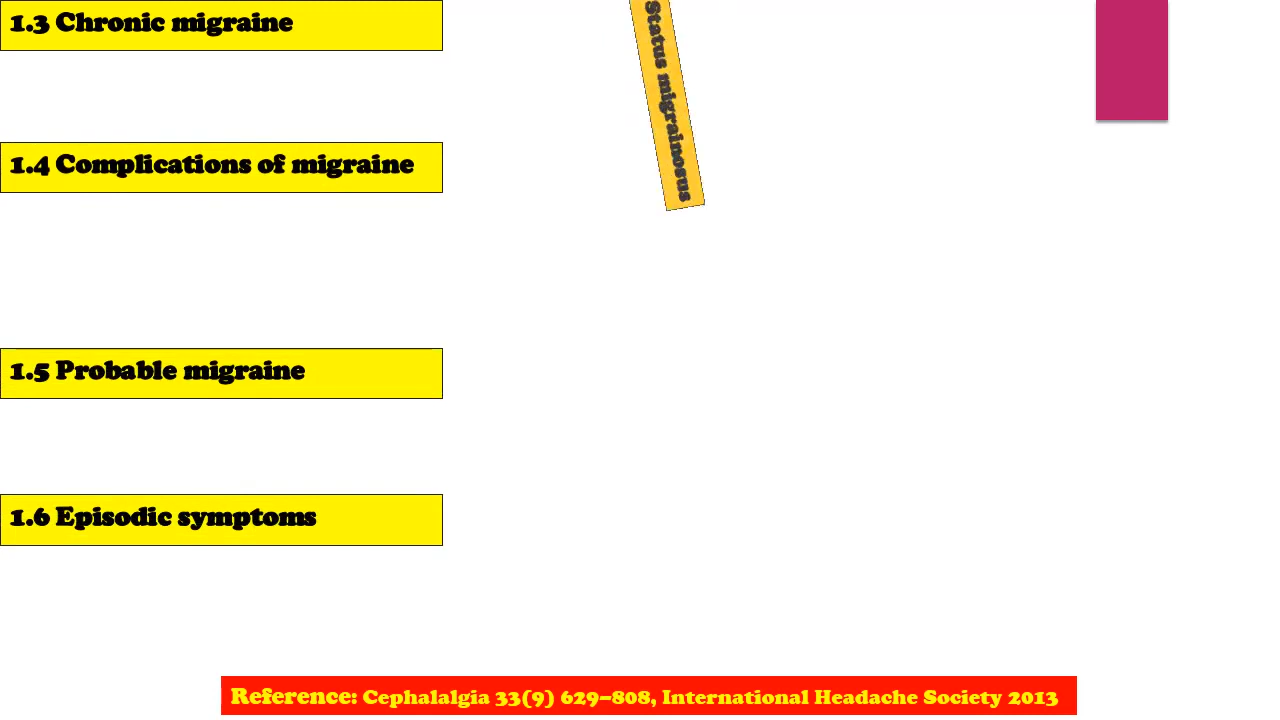 1.3 Chronic migraine
Status migrainosus
1.4 Complications of migraine
1.5 Probable migraine
1.6 Episodic symptoms
Reference: Cephalalgia 33(9) 629–808, International Headache Society 2013